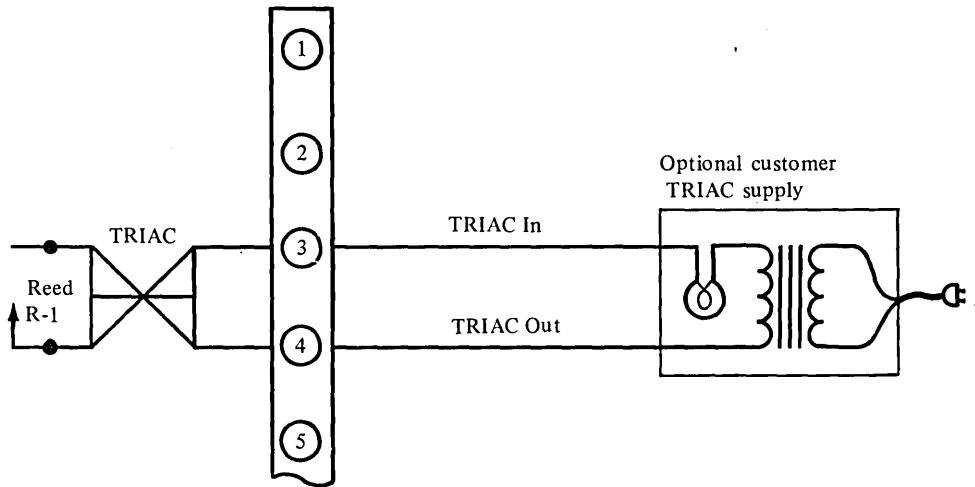 1
2
Optional customer
TRIAC supply
TRIAC
3
TRIAC In
Reed
R-1
TRIAC Out
4
5